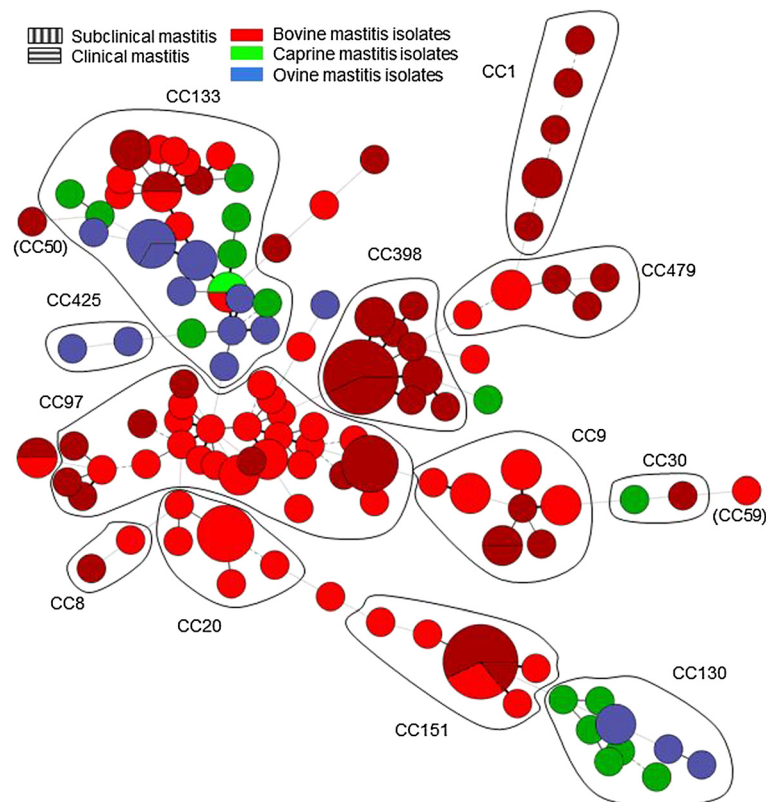 Subclinical mastitis
Clinical mastitis
Bovine mastitis isolates
Caprine mastitis isolates
Ovine mastitis isolates
CC1
CC133
(CC50)
CC398
CC479
CC425
CC97
CC9
CC30
(CC59)
CC8
CC20
CC151
CC130